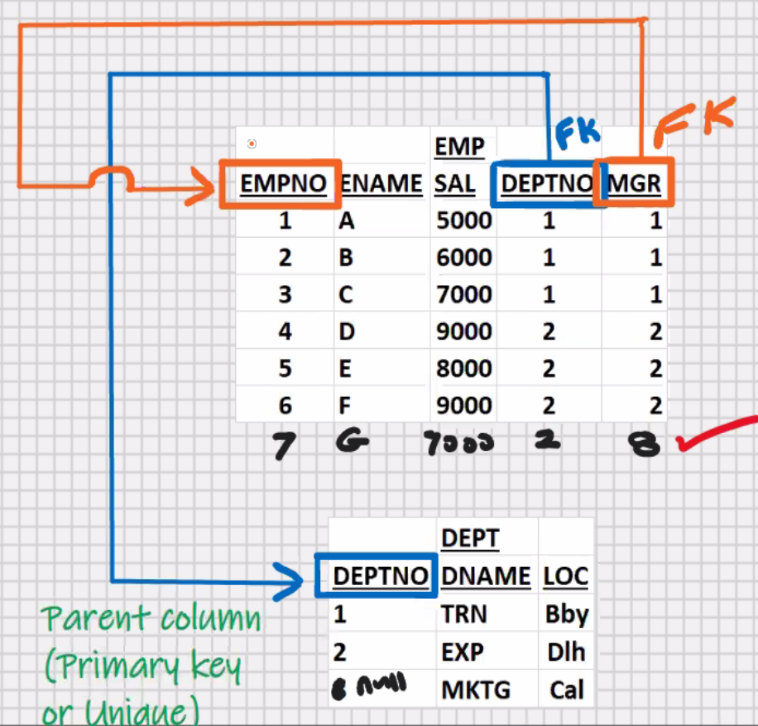 FK FK
EMP
EMPNO ENAME SAL DEPTNO MGR
1 A 5000 1 1
2 B 6000 1 1
3 C 7000 1 1
4 D 9000 2 2
5 E 8000 2 2
6 F 9000 2 2
7 G 7000 2 8
DEPT
DEPTNO DNAME LOC
1 TRN Bby
2 EXP Dlh
null MKTG Cal
Parent column
(Primary key
or Unique)